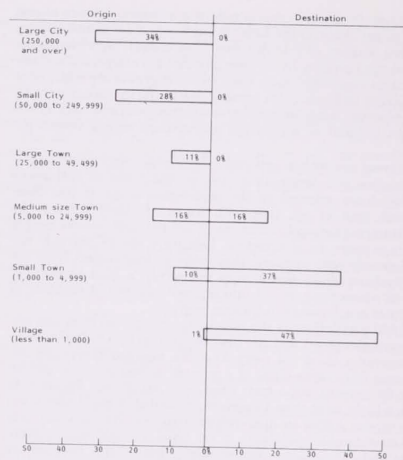 Origin Destination
Large City
(250,000
and over)
34% 0%
Small City
(50,000 to 249,999)
28% 0%
Large Town
(25,000 to 49,499)
11% 0%
Medium size Town
(5,000 to 24,999)
16% 16%
Small Town
(1,000 to 4,999)
10% 37%
Village
(less than 1,000)
1% 47%
50 40 30 20 10 0% 10 20 30 40 50